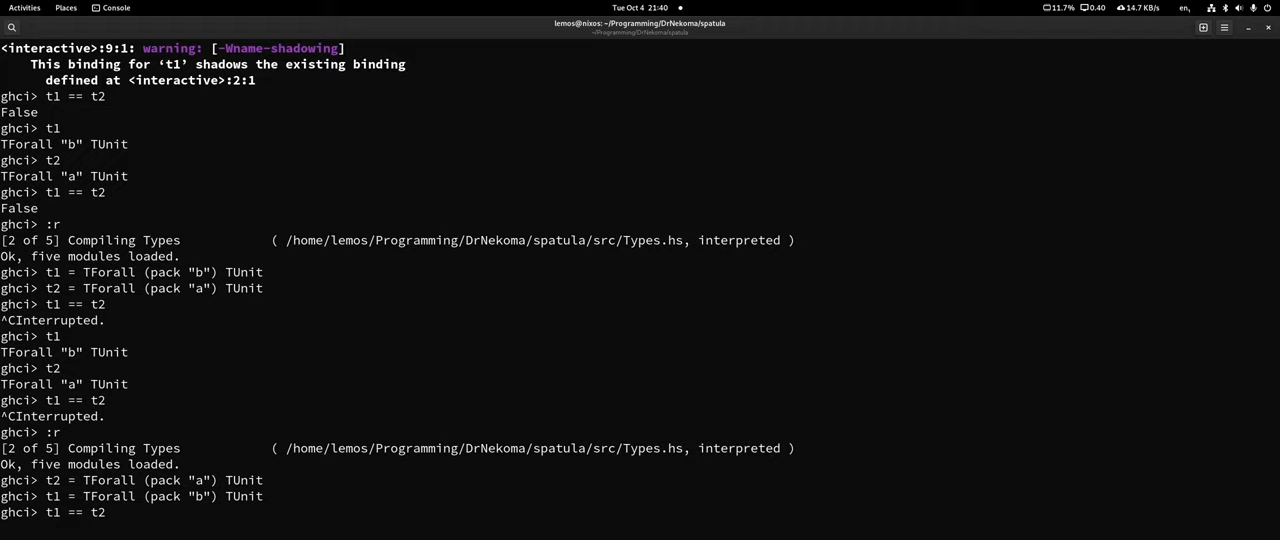 Activities Places Console Tue Oct 4 21:40 11.7% 0.40 14.7 KB/s en₁
lemos@nixos: ~/Programming/DrNekoma/spatula
~/Programming/DrNekoma/spatula
<interactive>:9:1: warning: [-Wname-shadowing]
This binding for ‘t1’ shadows the existing binding
defined at <interactive>:2:1
ghci> t1 == t2
False
ghci> t1
TForall "b" TUnit
ghci> t2
TForall "a" TUnit
ghci> t1 == t2
False
ghci> :r
[2 of 5] Compiling Types ( /home/lemos/Programming/DrNekoma/spatula/src/Types.hs, interpreted )
Ok, five modules loaded.
ghci> t1 = TForall (pack "b") TUnit
ghci> t2 = TForall (pack "a") TUnit
ghci> t1 == t2
^CInterrupted.
ghci> t1
TForall "b" TUnit
ghci> t2
TForall "a" TUnit
ghci> t1 == t2
^CInterrupted.
ghci> :r
[2 of 5] Compiling Types ( /home/lemos/Programming/DrNekoma/spatula/src/Types.hs, interpreted )
Ok, five modules loaded.
ghci> t2 = TForall (pack "a") TUnit
ghci> t1 = TForall (pack "b") TUnit
ghci> t1 == t2